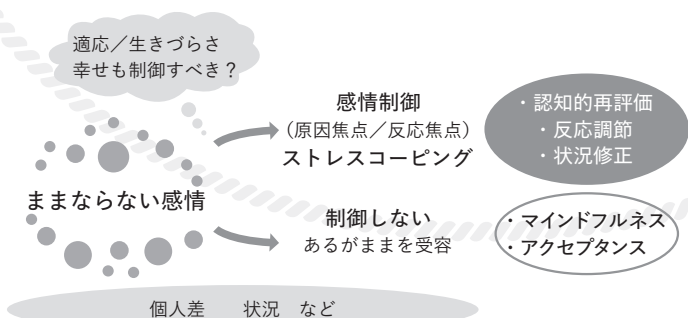 適応／生きづらさ
幸せも制御すべき？
感情制御
（原因焦点／反応焦点）
ストレスコーピング
・認知的再評価
・反応調節
・状況修正
ままならない感情
制御しない
あるがままを受容
・マインドフルネス
・アクセプタンス
個人差　状況　など